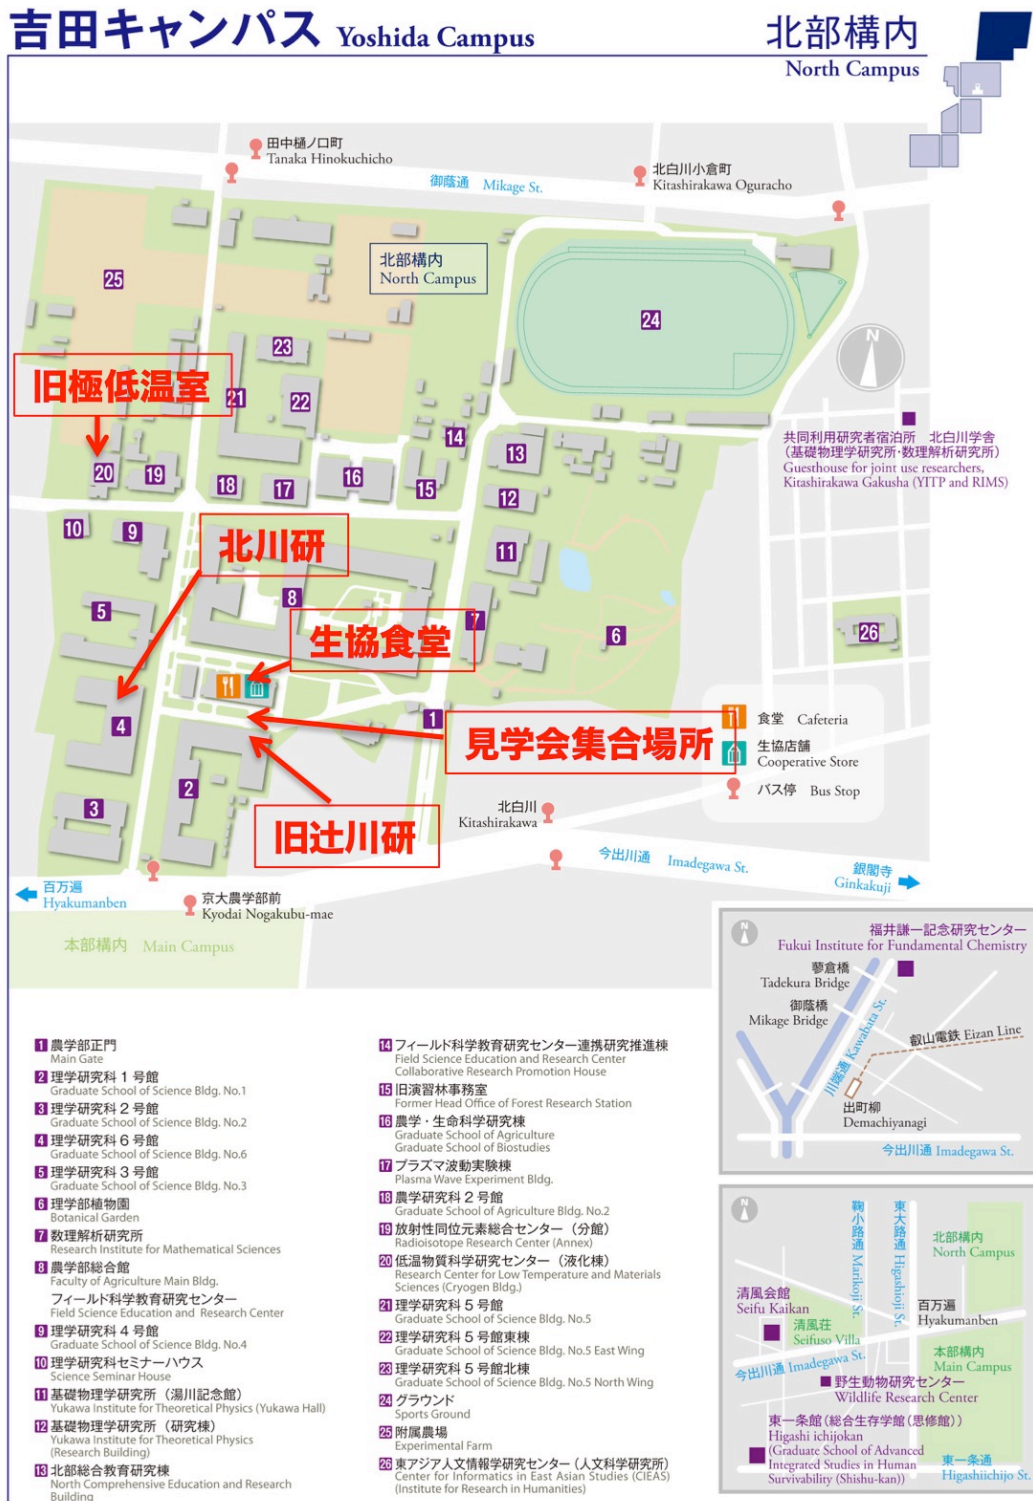 吉田キャンパス Yoshida Campus
北部構内
North Campus
田中樋ノ口町
Tanaka Hinokuchicho
御蔭通 Mikage St.
北白川小倉町
Kitashirakawa Oguracho
北部構内
North Campus
25
24
23
旧極低温室
21
22
14
13
共同利用研究者宿泊所 北白川学舎
(基礎物理学研究所・数理解析研究所)
Guesthouse for joint use researchers,
Kitashirakawa Gakusha (YITP and RIMS)
20
19
18
17
16
15
12
10
9
北川研
11
8
5
生協食堂
7
6
26
4
1
見学会集合場所
食堂 Cafeteria
生協店舗
Cooperative Store
バス停 Bus Stop
3
2
旧辻川研
北白川
Kitashirakawa
今出川通 Imadegawa St.
銀閣寺
Ginkakuji
百万遍
Hyakumanben
京大農学部前
Kyodai Nogakubu-mae
本部構内 Main Campus
N
1 農学部正門
Main Gate
2 理学研究科1号館
Graduate School of Science Bldg. No.1
3 理学研究科2号館
Graduate School of Science Bldg. No.2
4 理学研究科6号館
Graduate School of Science Bldg. No.6
5 理学研究科3号館
Graduate School of Science Bldg. No.3
6 理学部植物園
Botanical Garden
7 数理解析研究所
Research Institute for Mathematical Sciences
8 農学部総合館
Faculty of Agriculture Main Bldg.
フィールド科学教育研究センター
Field Science Education and Research Center
9 理学研究科4号館
Graduate School of Science Bldg. No.4
10 理学研究科セミナーハウス
Science Seminar House
11 基礎物理学研究所(湯川記念館)
Yukawa Institute for Theoretical Physics (Yukawa Hall)
12 基礎物理学研究所(研究棟)
Yukawa Institute for Theoretical Physics
(Research Building)
13 北部総合教育研究棟
North Comprehensive Education and Research
Building
14 フィールド科学教育研究センター連携研究推進棟
Field Science Education and Research Center
Collaborative Research Promotion House
15 旧演習林事務室
Former Head Office of Forest Research Station
16 農学・生命科学研究棟
Graduate School of Agriculture
Graduate School of Biostudies
17 プラズマ波動実験棟
Plasma Wave Experiment Bldg.
18 農学研究科2号館
Graduate School of Agriculture Bldg. No.2
19 放射性同位元素総合センター(分館)
Radioisotope Research Center (Annex)
20 低温物質科学研究センター(液化棟)
Research Center for Low Temperature and Materials
Sciences (Cryogen Bldg.)
21 理学研究科5号館
Graduate School of Science Bldg. No.5
22 理学研究科5号館東棟
Graduate School of Science Bldg. No.5 East Wing
23 理学研究科5号館北棟
Graduate School of Science Bldg. No.5 North Wing
24 グラウンド
Sports Ground
25 附属農場
Experimental Farm
26 東アジア人文情報学研究センター(人文科学研究所)
Center for Informatics in East Asian Studies (CIEAS)
(Institute for Research in Humanities)
N
福井謙一記念研究センター
Fukui Institute for Fundamental Chemistry
蓼倉橋
Tadekura Bridge
御蔭橋
Mikage Bridge
川端通 Kawabata St.
叡山電鉄 Eizan Line
出町柳
Demachiyanagi
今出川通 Imadegawa St.
N
鞠小路通 Marikoji St.
東大路通 Higashioji St.
北部構内
North Campus
清風会館
Seifu Kaikan
清風荘
Seifuso Villa
百万遍
Hyakumanben
今出川通 Imadegawa St.
本部構内
Main Campus
野生動物研究センター
Wildlife Research Center
東一条館(総合生存学館(思修館))
Higashi ichijokan
(Graduate School of Advanced
Integrated Studies in Human
Survivability (Shishu-kan))
東一条通
Higashiichijo St.